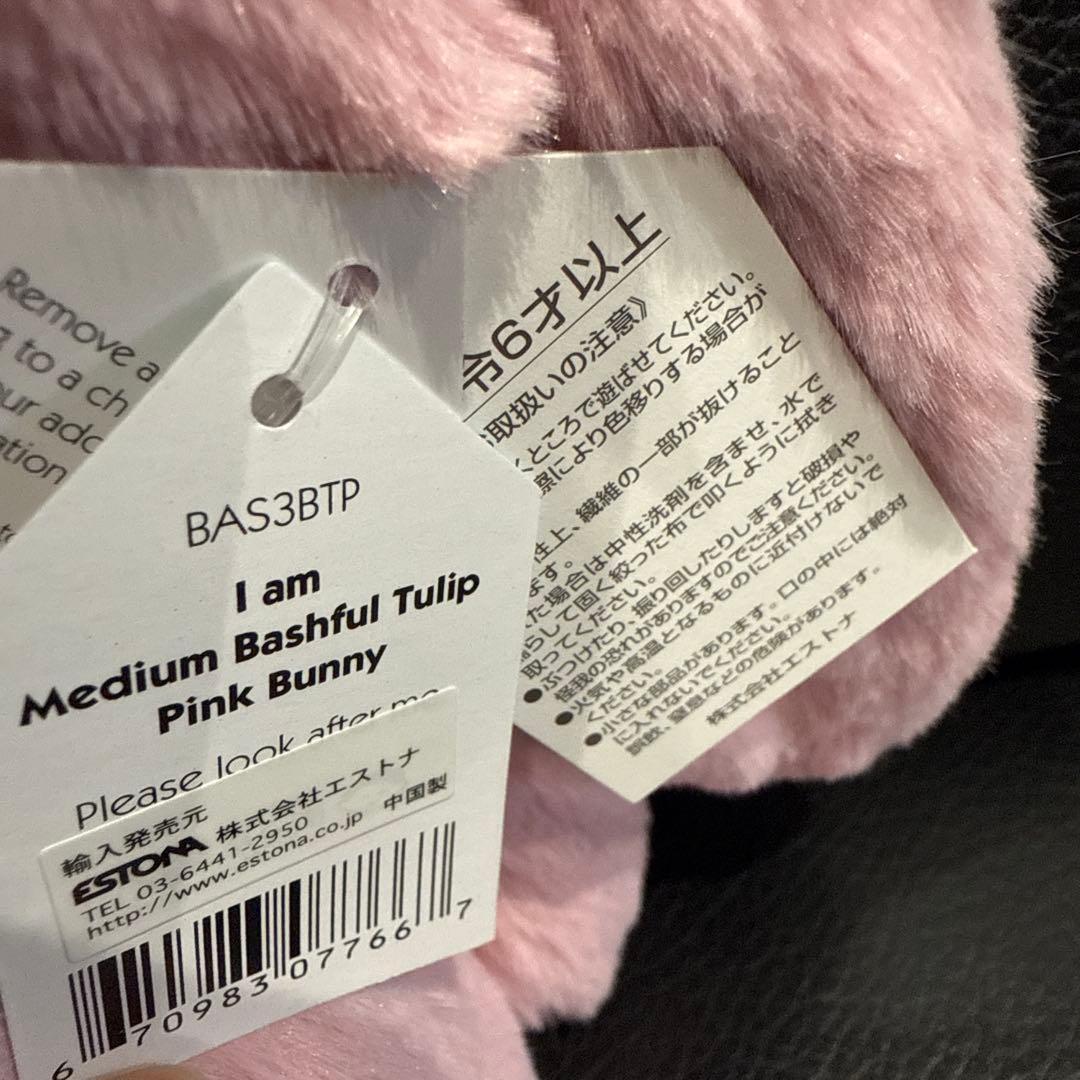 Remove a
to a ch
our ado
ation
BAS3BTP
I am
Medium Bashful Tulip
Pink Bunny
Please look after me
輸入発売元
ESTONA 株式会社エストナ
TEL 03-6441-2950
http://www.estona.co.jp 中国製
6 70983 07766 7
令6才以上
取扱いの注意》
くところで遊ばせてください。
擦により色移りする場合が
性上、繊維の一部が抜けること
ます。
た場合は中性洗剤を含ませ、水で
らして固く絞った布で叩くように拭き
取ってください。
●ぶつけたり、振り回したりしますと破損や
怪我の恐れがありますのでご注意ください。
●火気や高温となるものに近付けないで
ください。
●小さな部品があります。口の中には絶対
に入れないでください。
誤飲、窒息などの危険があります。
株式会社エストナ